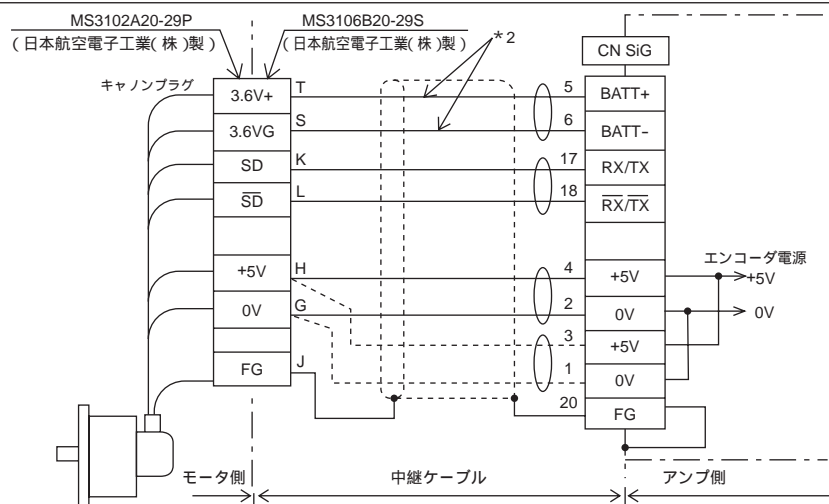 MS3102A20-29P
(日本航空電子工業(株)製)
MS3106B20-29S
(日本航空電子工業(株)製)
*2
CN SiG
キャノンプラグ
3.6V+ T 5 BATT+
3.6VG S 6 BATT−
SD K 17 RX/TX
S̅D̅ L 18 R̅X̅/T̅X̅
エンコーダ電源
+5V H 4 +5V +5V
0V G 2 0V 0V
3 +5V
1 0V
FG J 20 FG
モータ側 中継ケーブル アンプ側